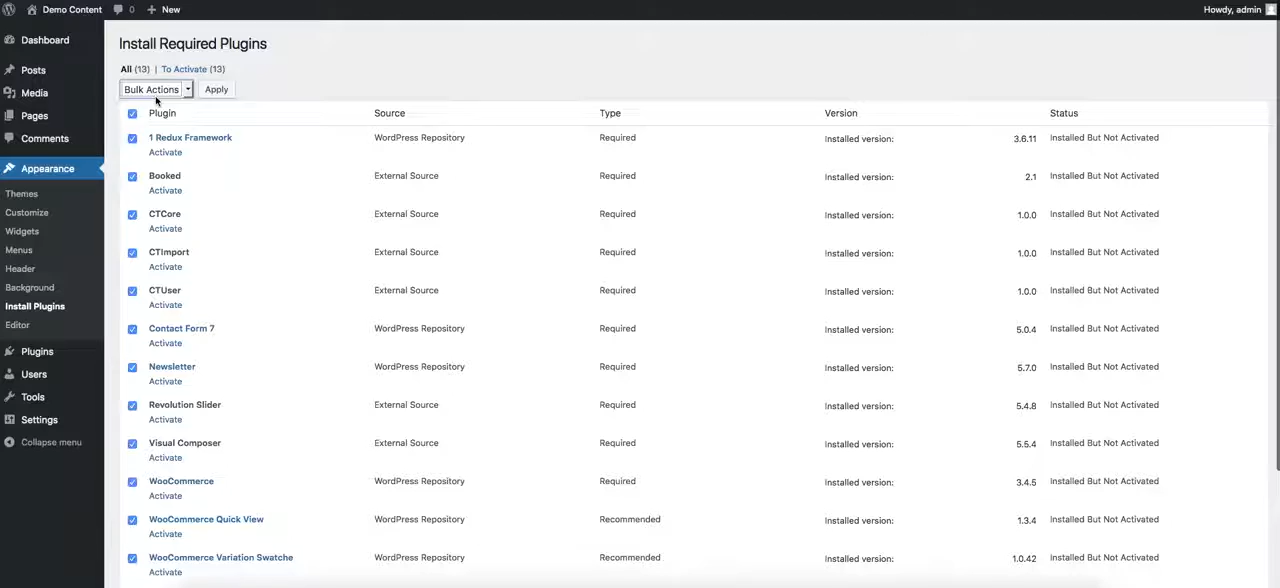 Demo Content 0 New Howdy, admin
Dashboard
Posts
Media
Pages
Comments
Appearance
Themes
Customize
Widgets
Menus
Header
Background
Install Plugins
Editor
Plugins
Users
Tools
Settings
Collapse menu
Install Required Plugins
All (13) | To Activate (13)
Bulk Actions Apply
Plugin Source Type Version Status
1 Redux Framework WordPress Repository Required Installed version: 3.6.11 Installed But Not Activated
Activate
Booked External Source Required Installed version: 2.1 Installed But Not Activated
Activate
CTCore External Source Required Installed version: 1.0.0 Installed But Not Activated
Activate
CTImport External Source Required Installed version: 1.0.0 Installed But Not Activated
Activate
CTUser External Source Required Installed version: 1.0.0 Installed But Not Activated
Activate
Contact Form 7 WordPress Repository Required Installed version: 5.0.4 Installed But Not Activated
Activate
Newsletter WordPress Repository Required Installed version: 5.7.0 Installed But Not Activated
Activate
Revolution Slider External Source Required Installed version: 5.4.8 Installed But Not Activated
Activate
Visual Composer External Source Required Installed version: 5.5.4 Installed But Not Activated
Activate
WooCommerce WordPress Repository Required Installed version: 3.4.5 Installed But Not Activated
Activate
WooCommerce Quick View WordPress Repository Recommended Installed version: 1.3.4 Installed But Not Activated
Activate
WooCommerce Variation Swatche WordPress Repository Recommended Installed version: 1.0.42 Installed But Not Activated
Activate